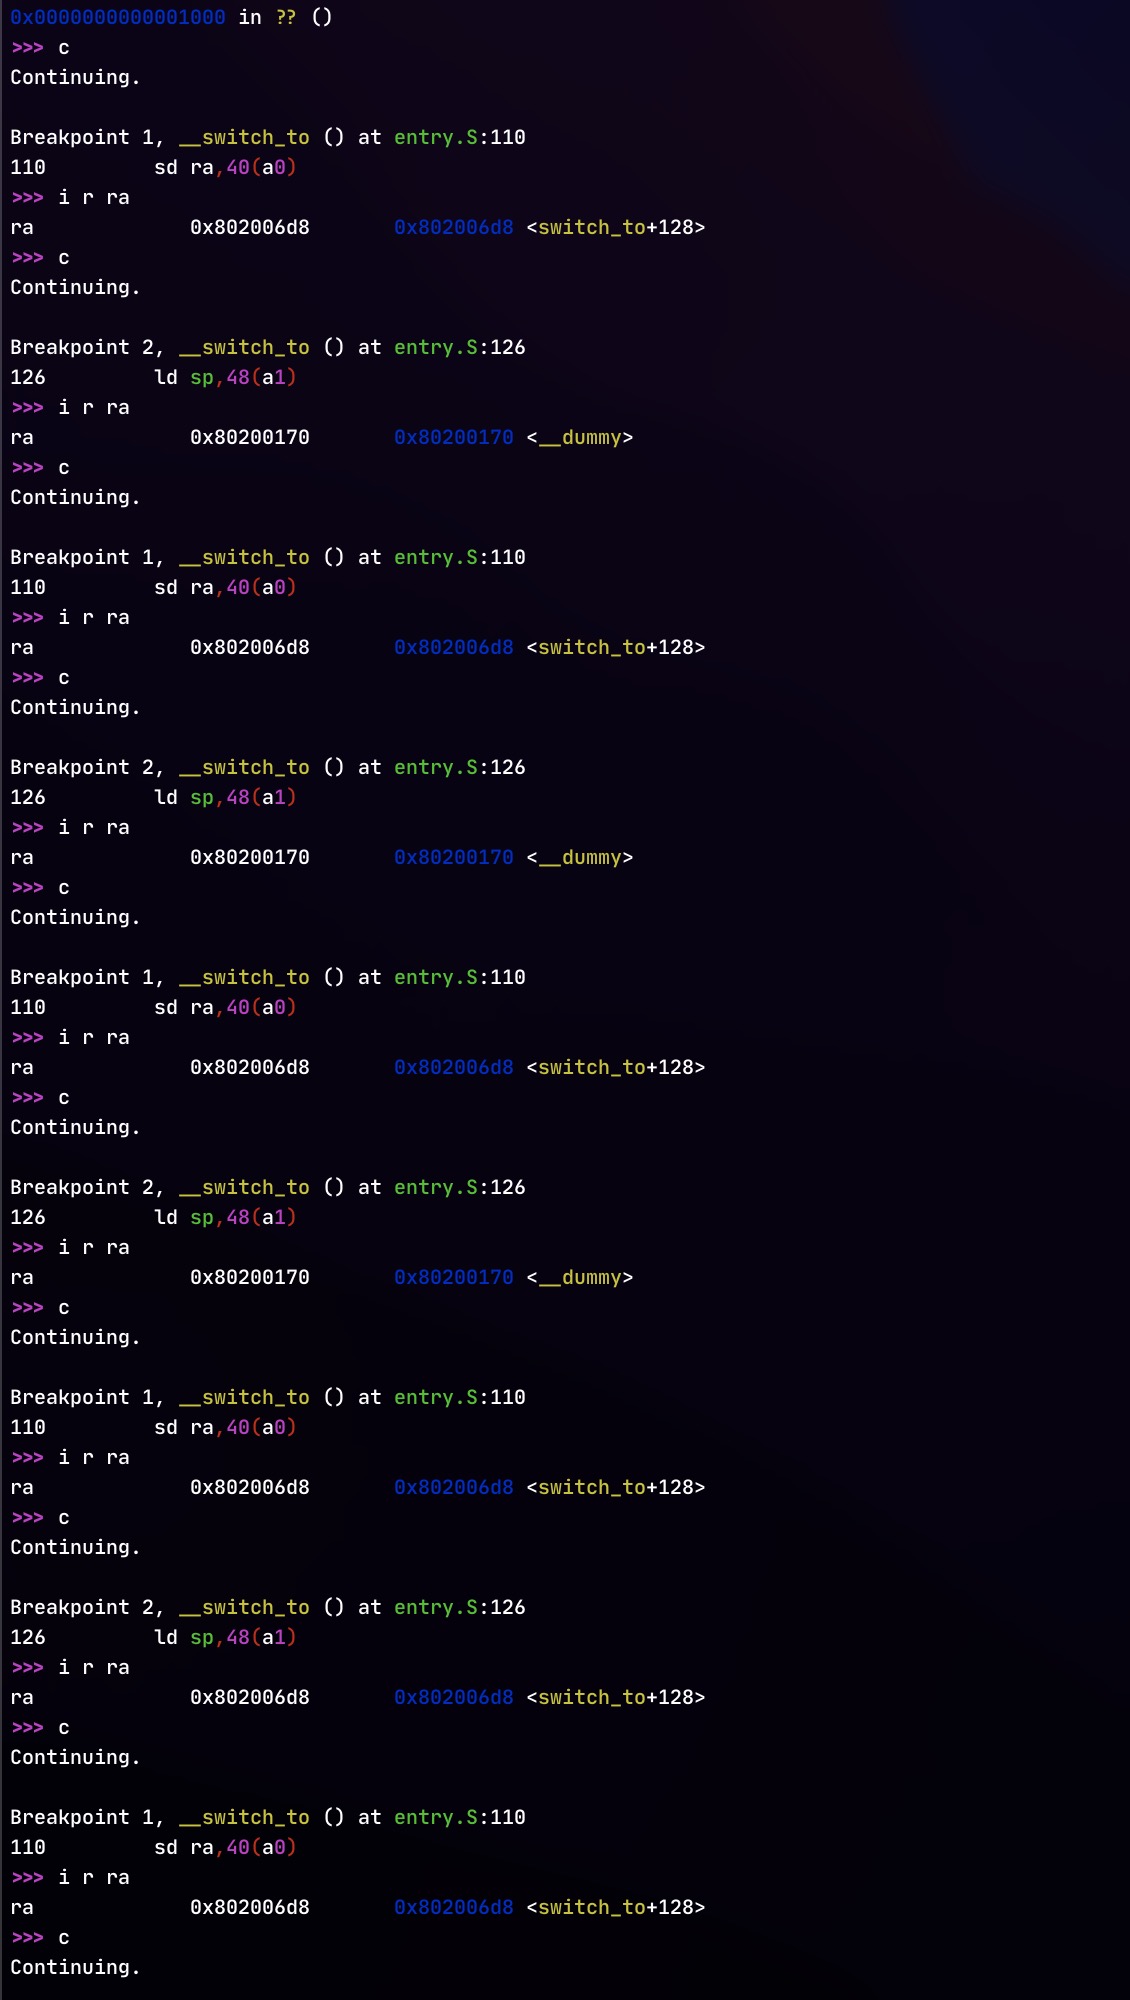 0x0000000000001000 in ?? ()
>>> c
Continuing.

Breakpoint 1, __switch_to () at entry.S:110
110         sd ra,40(a0)
>>> i r ra
ra             0x802006d8       0x802006d8 <switch_to+128>
>>> c
Continuing.

Breakpoint 2, __switch_to () at entry.S:126
126         ld sp,48(a1)
>>> i r ra
ra             0x80200170       0x80200170 <__dummy>
>>> c
Continuing.

Breakpoint 1, __switch_to () at entry.S:110
110         sd ra,40(a0)
>>> i r ra
ra             0x802006d8       0x802006d8 <switch_to+128>
>>> c
Continuing.

Breakpoint 2, __switch_to () at entry.S:126
126         ld sp,48(a1)
>>> i r ra
ra             0x80200170       0x80200170 <__dummy>
>>> c
Continuing.

Breakpoint 1, __switch_to () at entry.S:110
110         sd ra,40(a0)
>>> i r ra
ra             0x802006d8       0x802006d8 <switch_to+128>
>>> c
Continuing.

Breakpoint 2, __switch_to () at entry.S:126
126         ld sp,48(a1)
>>> i r ra
ra             0x80200170       0x80200170 <__dummy>
>>> c
Continuing.

Breakpoint 1, __switch_to () at entry.S:110
110         sd ra,40(a0)
>>> i r ra
ra             0x802006d8       0x802006d8 <switch_to+128>
>>> c
Continuing.

Breakpoint 2, __switch_to () at entry.S:126
126         ld sp,48(a1)
>>> i r ra
ra             0x802006d8       0x802006d8 <switch_to+128>
>>> c
Continuing.

Breakpoint 1, __switch_to () at entry.S:110
110         sd ra,40(a0)
>>> i r ra
ra             0x802006d8       0x802006d8 <switch_to+128>
>>> c
Continuing.